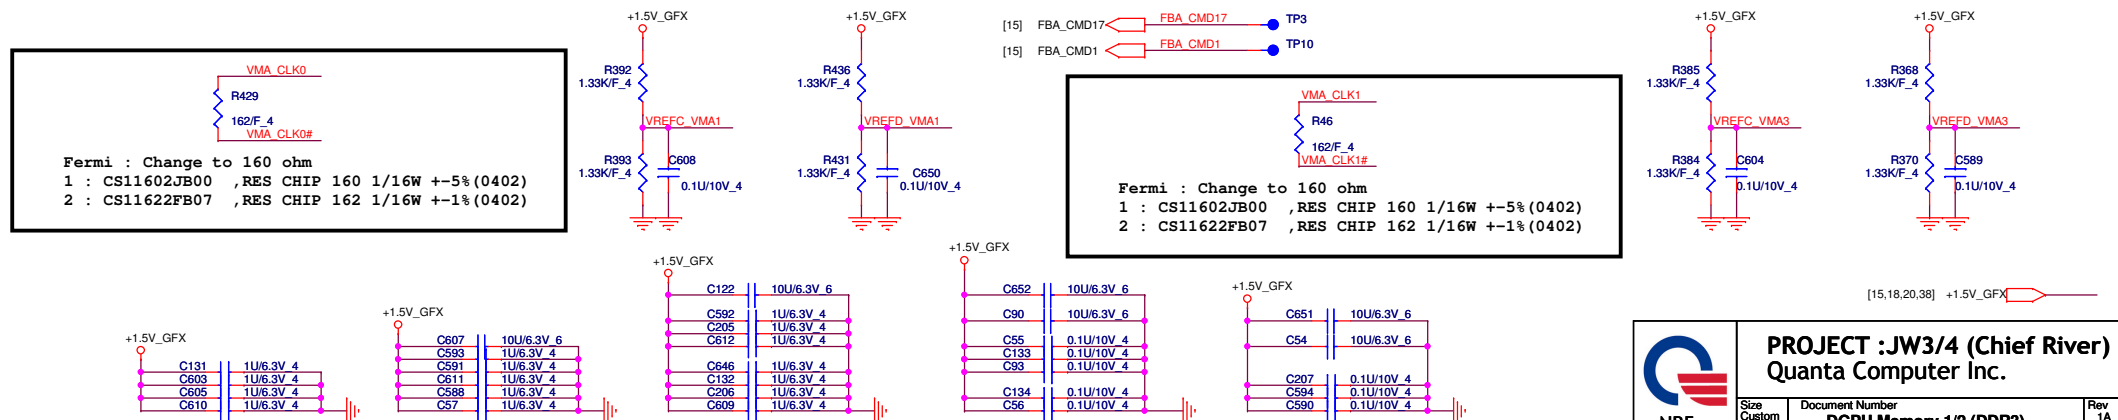 +1.5V_GFX
+1.5V_GFX
[15] FBA_CMD17 FBA_CMD17 TP3
[15] FBA_CMD1 FBA_CMD1 TP10
+1.5V_GFX
+1.5V_GFX
VMA_CLK0
R429
162/F_4
VMA_CLK0#
Fermi : Change to 160 ohm
1 : CS11602JB00 ,RES CHIP 160 1/16W +-5%(0402)
2 : CS11622FB07 ,RES CHIP 162 1/16W +-1%(0402)
R392
1.33K/F_4
VREFC_VMA1
R393
1.33K/F_4
C608
0.1U/10V_4
R436
1.33K/F_4
VREFD_VMA1
R431
1.33K/F_4
C650
0.1U/10V_4
VMA_CLK1
R46
162/F_4
VMA_CLK1#
Fermi : Change to 160 ohm
1 : CS11602JB00 ,RES CHIP 160 1/16W +-5%(0402)
2 : CS11622FB07 ,RES CHIP 162 1/16W +-1%(0402)
R385
1.33K/F_4
VREFC_VMA3
R384
1.33K/F_4
C604
0.1U/10V_4
R368
1.33K/F_4
VREFD_VMA3
R370
1.33K/F_4
C589
0.1U/10V_4
+1.5V_GFX
C131 1U/6.3V_4
C603 1U/6.3V_4
C605 1U/6.3V_4
C610 1U/6.3V_4
+1.5V_GFX
C607 10U/6.3V_6
C593 1U/6.3V_4
C591 1U/6.3V_4
C611 1U/6.3V_4
C588 1U/6.3V_4
C57 1U/6.3V_4
+1.5V_GFX
C122 10U/6.3V_6
C592 1U/6.3V_4
C205 1U/6.3V_4
C612 1U/6.3V_4
C646 1U/6.3V_4
C132 1U/6.3V_4
C206 1U/6.3V_4
C609 1U/6.3V_4
+1.5V_GFX
C652 10U/6.3V_6
C90 10U/6.3V_6
C55 0.1U/10V_4
C133 0.1U/10V_4
C93 0.1U/10V_4
C134 0.1U/10V_4
C56 0.1U/10V_4
+1.5V_GFX
C651 10U/6.3V_6
C54 10U/6.3V_6
C207 0.1U/10V_4
C594 0.1U/10V_4
C590 0.1U/10V_4
[15,18,20,38] +1.5V_GFX
PROJECT :JW3/4 (Chief River)
Quanta Computer Inc.
Size Document Number Rev
Custom 1A